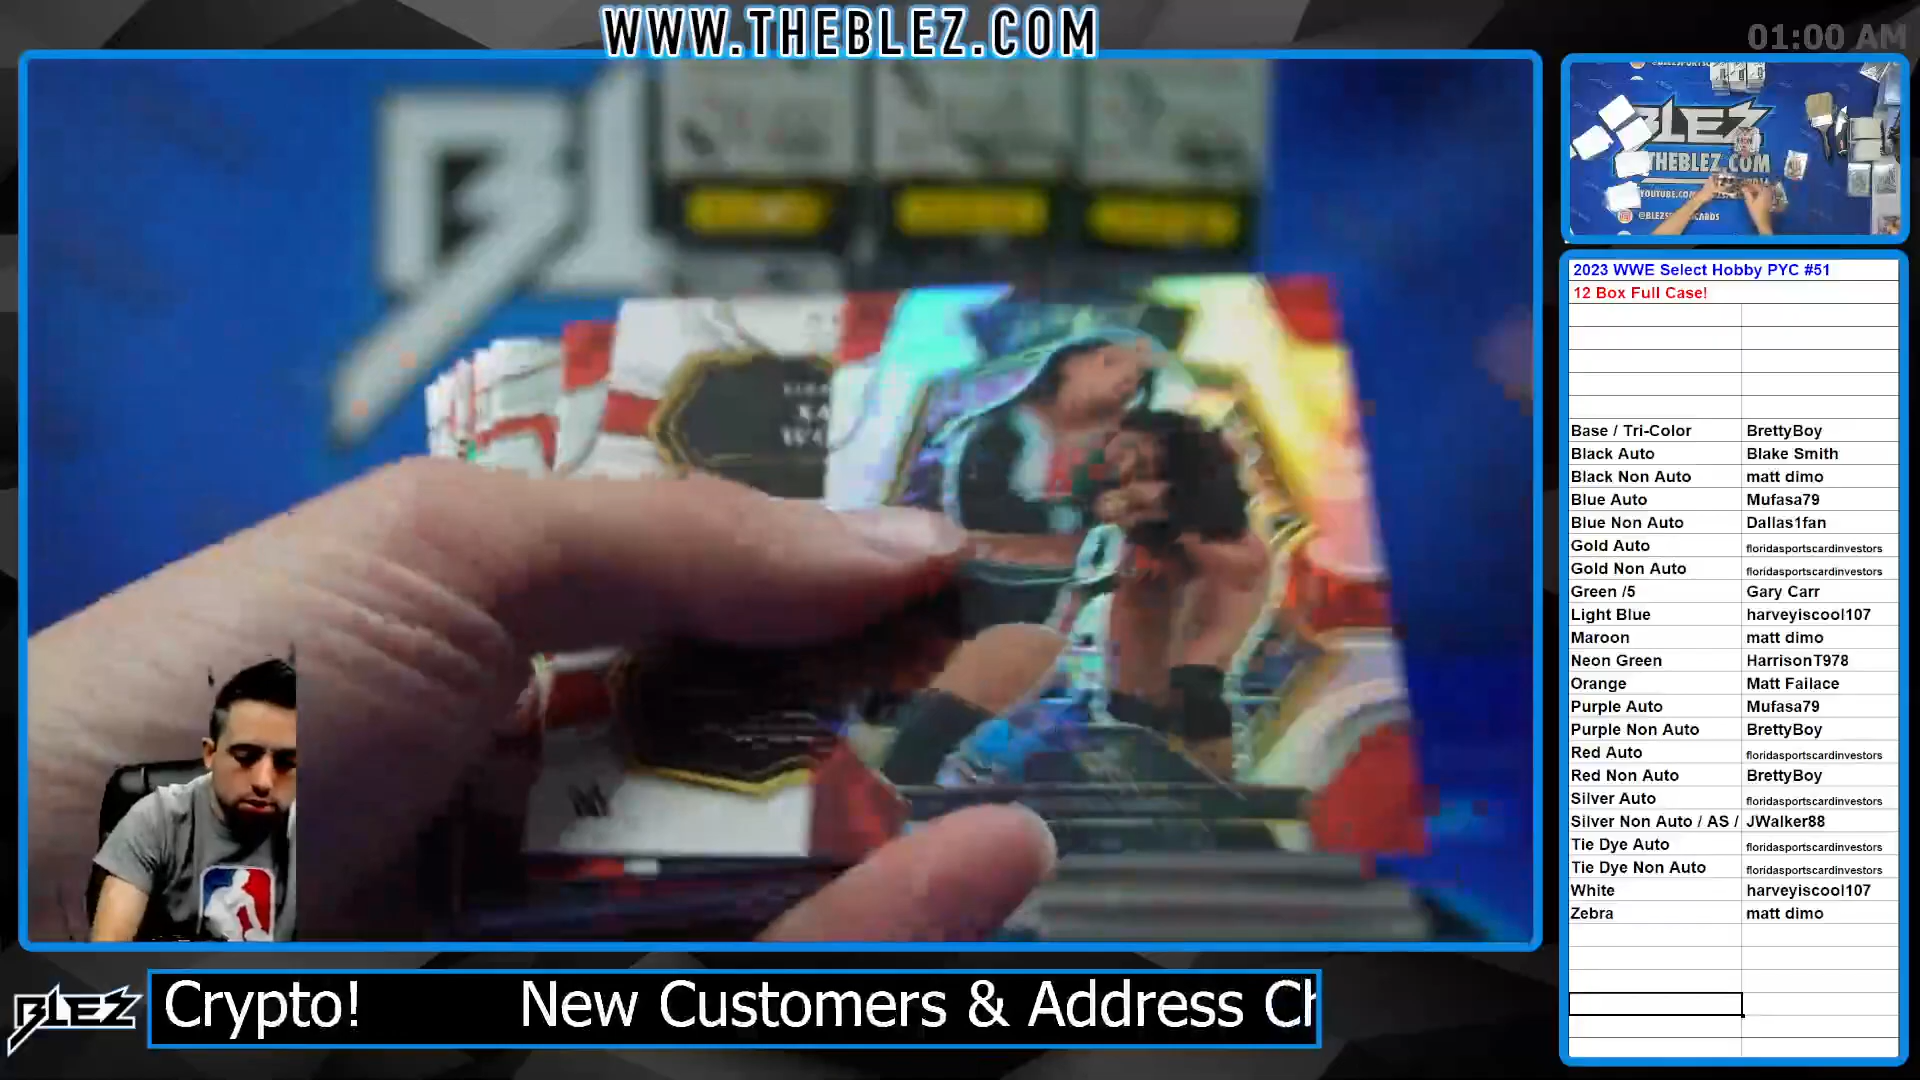 WWW.THEBLEZ.COM
01:00 AM
BLEZ
THEBLEZ.COM
2023 WWE Select Hobby PYC #51
12 Box Full Case!
Base / Tri-Color BrettyBoy
Black Auto Blake Smith
Black Non Auto matt dimo
Blue Auto Mufasa79
Blue Non Auto Dallas1fan
Gold Auto floridasportscardinvestors
Gold Non Auto floridasportscardinvestors
Green /5 Gary Carr
Light Blue harveyiscool107
Maroon matt dimo
Neon Green HarrisonT978
Orange Matt Failace
Purple Auto Mufasa79
Purple Non Auto BrettyBoy
Red Auto floridasportscardinvestors
Red Non Auto BrettyBoy
Silver Auto floridasportscardinvestors
Silver Non Auto / AS / JWalker88
Tie Dye Auto floridasportscardinvestors
Tie Dye Non Auto floridasportscardinvestors
White harveyiscool107
Zebra matt dimo
BLEZ
Crypto! New Customers & Address Ch